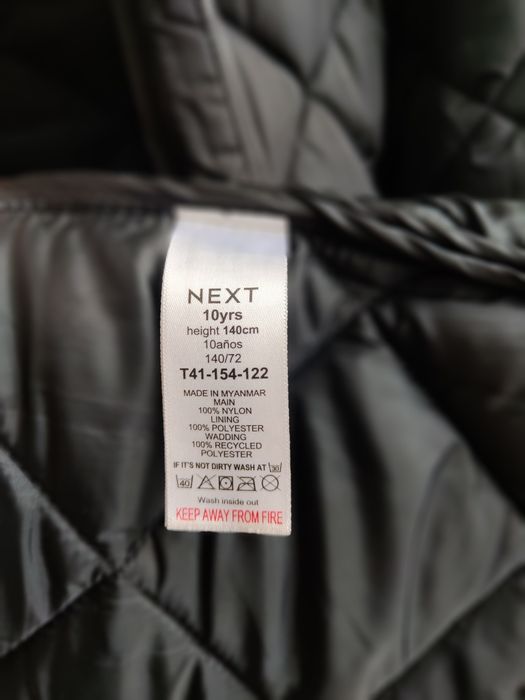 NEXT
10yrs
height 140cm
10años
140/72
T41-154-122
MADE IN MYANMAR
MAIN
100% NYLON
LINING
100% POLYESTER
WADDING
100% RECYCLED
POLYESTER
IF IT'S NOT DIRTY WASH AT 30
40
Wash inside out
KEEP AWAY FROM FIRE